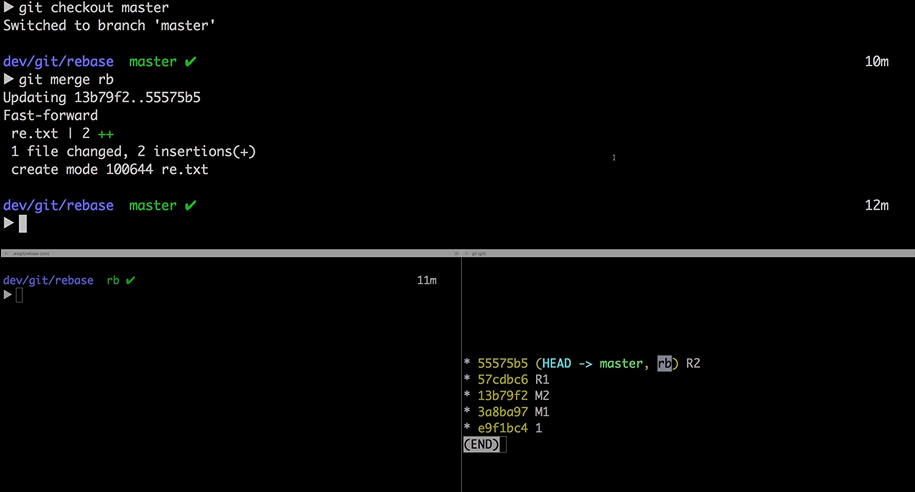 ▶ git checkout master
Switched to branch 'master'
dev/git/rebase master ✔ 10m
▶ git merge rb
Updating 13b79f2..55575b5
Fast-forward
re.txt | 2 ++
1 file changed, 2 insertions(+)
create mode 100644 re.txt
dev/git/rebase master ✔ 12m
▶
dev/git/rebase rb ✔ 11m
▶
* 55575b5 (HEAD -> master, rb) R2
* 57cdbc6 R1
* 13b79f2 M2
* 3a8ba97 M1
* e9f1bc4 1
(END)